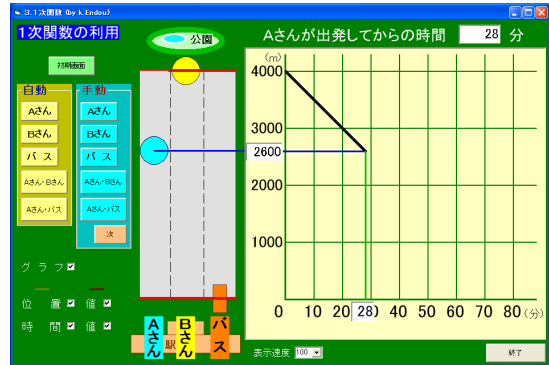 3.1次関数 (by k.Endou)
1次関数の利用
公園
Aさんが出発してからの時間 28 分
初期画面
自動
Aさん
Bさん
バス
Aさん・Bさん
Aさん・バス
手動
Aさん
Bさん
バス
Aさん・Bさん
Aさん・バス
次
グラフ
位置 値
時間 値
(m)
4000
3000
2600
2000
1000
0 10 20 28 40 50 60 70 80 (分)
駅
Aさん
Bさん
バス
表示速度 100
終了